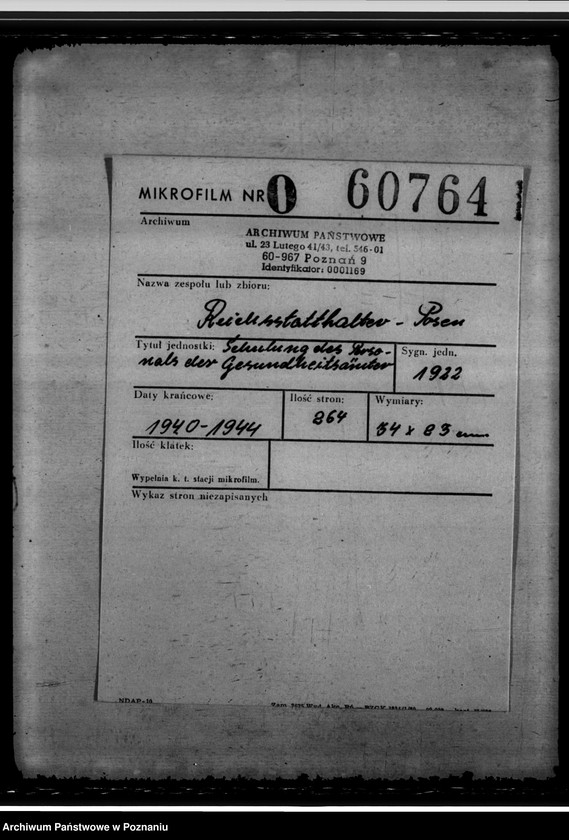 MIKROFILM NR O 60764
Archiwum
ARCHIWUM PAŃSTWOWE
ul. 23 Lutego 41/43, tel. 546-01
60-967 Poznań 9
Identyfikator: 0001169
Nazwa zespołu lub zbioru:
Reichsstatthalter - Posen
Tytuł jednostki: Schulung des Perso-
nals der Gesundheitsämter
Sygn. jedn.
1922
Daty krańcowe:
1940-1944
Ilość stron:
264
Wymiary:
34 x 23 cm
Ilość klatek:
Wypełnia k. t. stacji mikrofilm.
Wykaz stron niezapisanych
NDAP-10
Archiwum Państwowe w Poznaniu